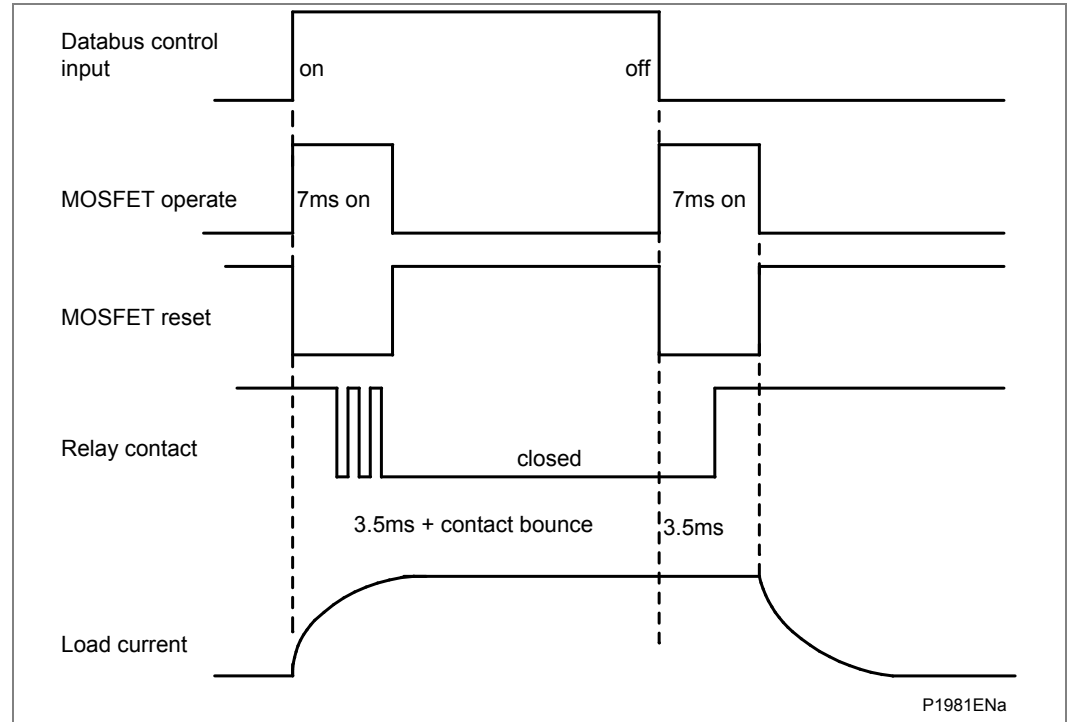 Databus control
input
on
off
MOSFET operate
7ms on
7ms on
MOSFET reset
Relay contact
closed
3.5ms + contact bounce
3.5ms
Load current
P1981ENa